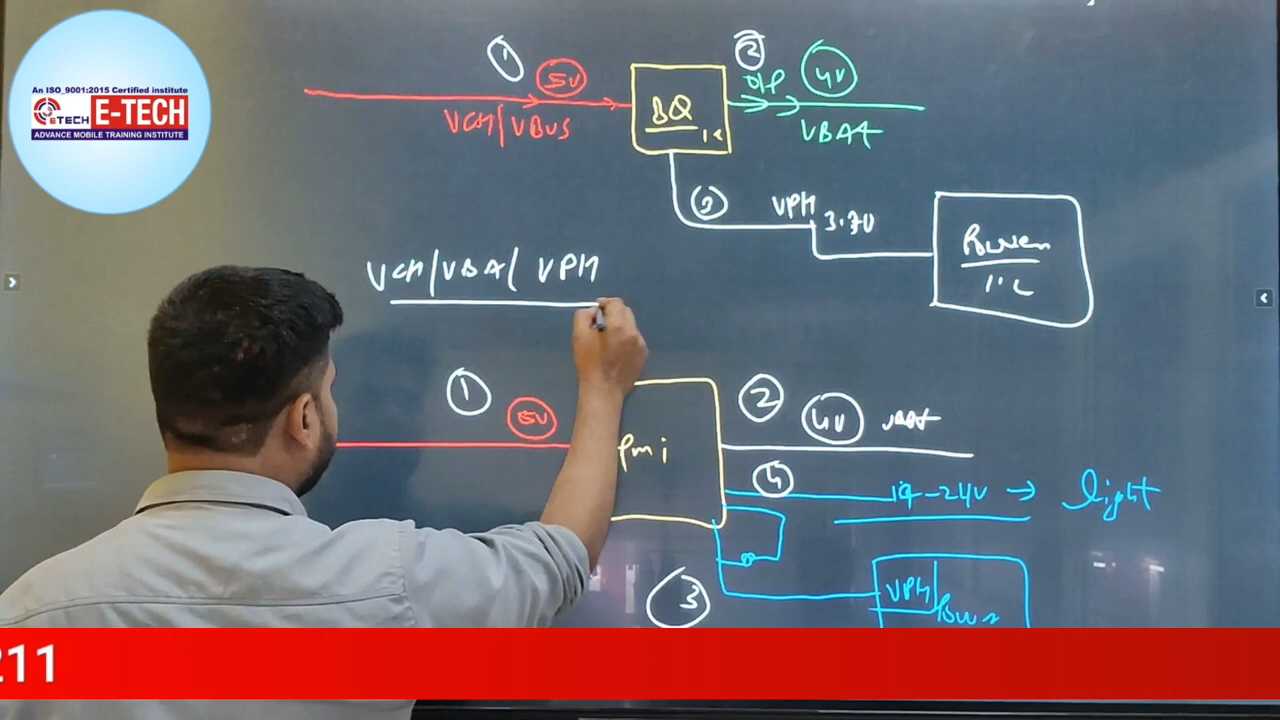 An ISO_9001:2015 Certified institute
eTECH E-TECH
ADVANCE MOBILE TRAINING INSTITUTE
1 5V
VCH/VBUS
BQ
IC
2
O/P 4V
VBAT
3 VPH 3.7V
Power
IC
VCH/VBA/ VPH
1 5V
Pmi
2 4V
4 19-24V → light
3 VPH
211